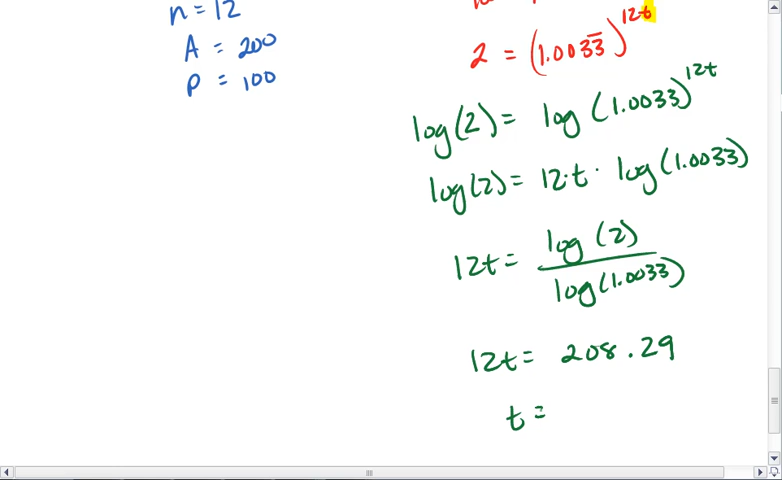 n = 12
A = 200
P = 100
2 = (1.0033̅)^12t
log(2) = log(1.0033)^12t
log(2) = 12·t · log(1.0033)
12t = log(2) / log(1.0033)
12t = 208.29
t =